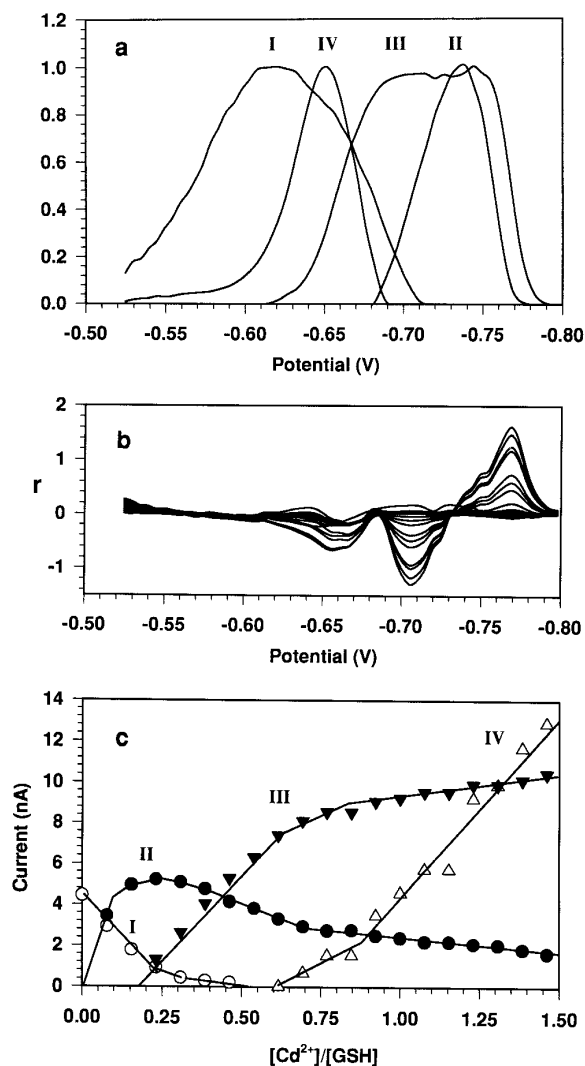 a
I IV III II
1.2
1.0
0.8
0.6
0.4
0.2
0.0
-0.50 -0.55 -0.60 -0.65 -0.70 -0.75 -0.80
Potential (V)
b
2
1
0
-1
r
-0.50 -0.55 -0.60 -0.65 -0.70 -0.75 -0.80
Potential (V)
c
14
12
10
8
6
4
2
0
Current (nA)
I
II
III
IV
0.00 0.25 0.50 0.75 1.00 1.25 1.50
[Cd²⁺]/[GSH]